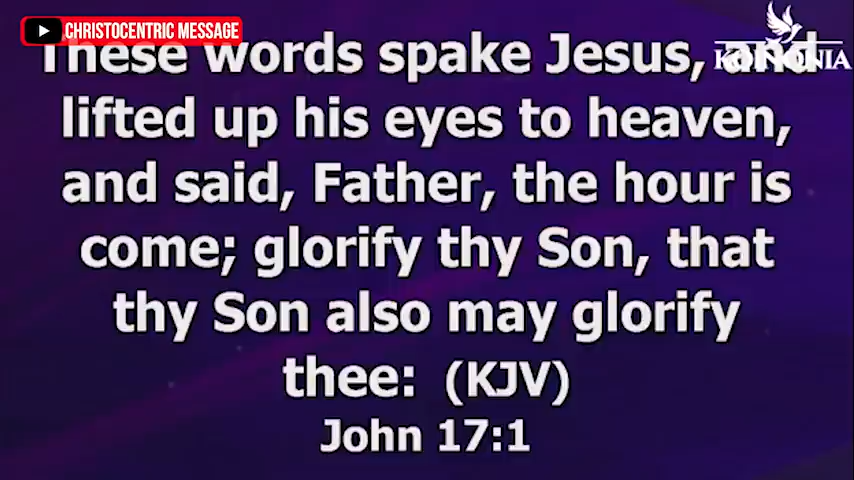 CHRISTOCENTRIC MESSAGE
KOINONIA
These words spake Jesus, and
lifted up his eyes to heaven,
and said, Father, the hour is
come; glorify thy Son, that
thy Son also may glorify
thee: (KJV)
John 17:1